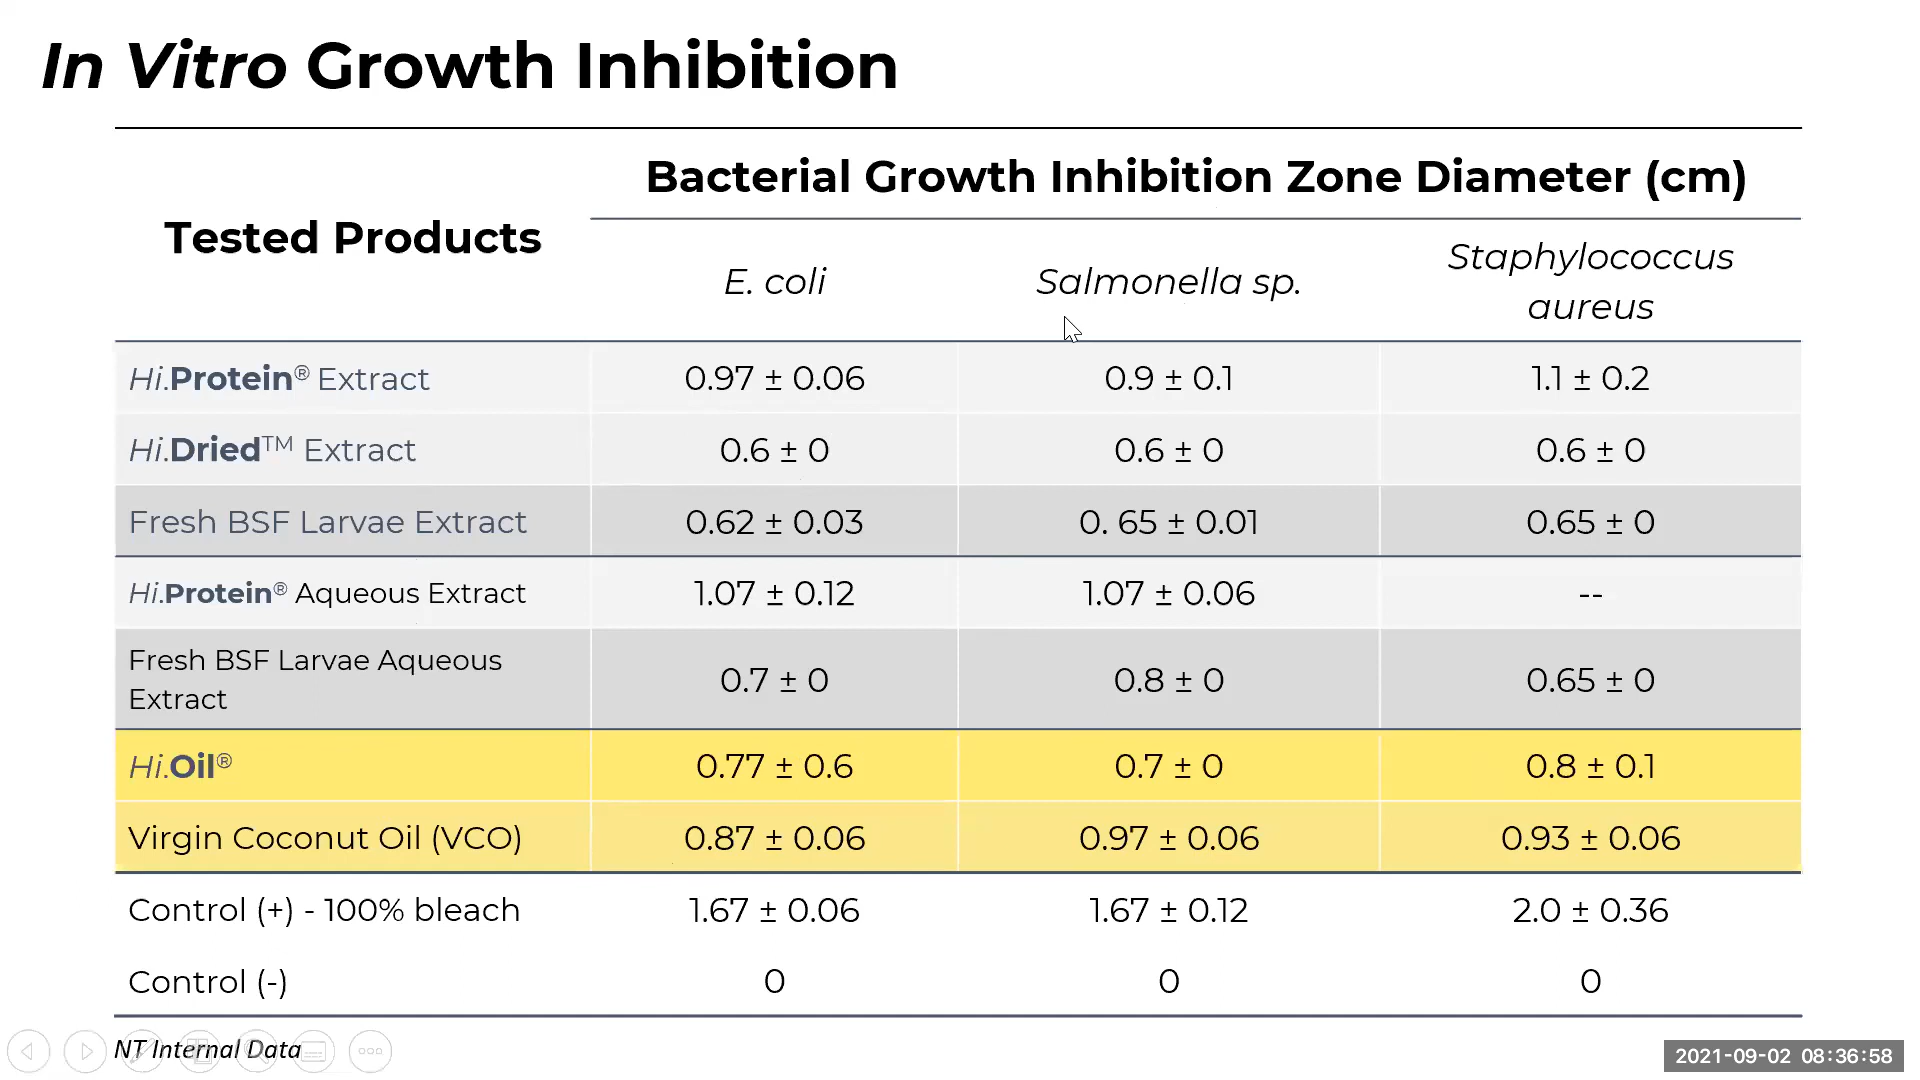 In Vitro Growth Inhibition
Bacterial Growth Inhibition Zone Diameter (cm)
Tested Products
E. coli
Salmonella sp.
Staphylococcus
aureus
Hi.Protein® Extract
0.97 ± 0.06
0.9 ± 0.1
1.1 ± 0.2
Hi.Dried™ Extract
0.6 ± 0
0.6 ± 0
0.6 ± 0
Fresh BSF Larvae Extract
0.62 ± 0.03
0. 65 ± 0.01
0.65 ± 0
Hi.Protein® Aqueous Extract
1.07 ± 0.12
1.07 ± 0.06
--
Fresh BSF Larvae Aqueous
Extract
0.7 ± 0
0.8 ± 0
0.65 ± 0
Hi.Oil®
0.77 ± 0.6
0.7 ± 0
0.8 ± 0.1
Virgin Coconut Oil (VCO)
0.87 ± 0.06
0.97 ± 0.06
0.93 ± 0.06
Control (+) - 100% bleach
1.67 ± 0.06
1.67 ± 0.12
2.0 ± 0.36
Control (-)
0
0
0
NT Internal Data
2021-09-02 08:36:58